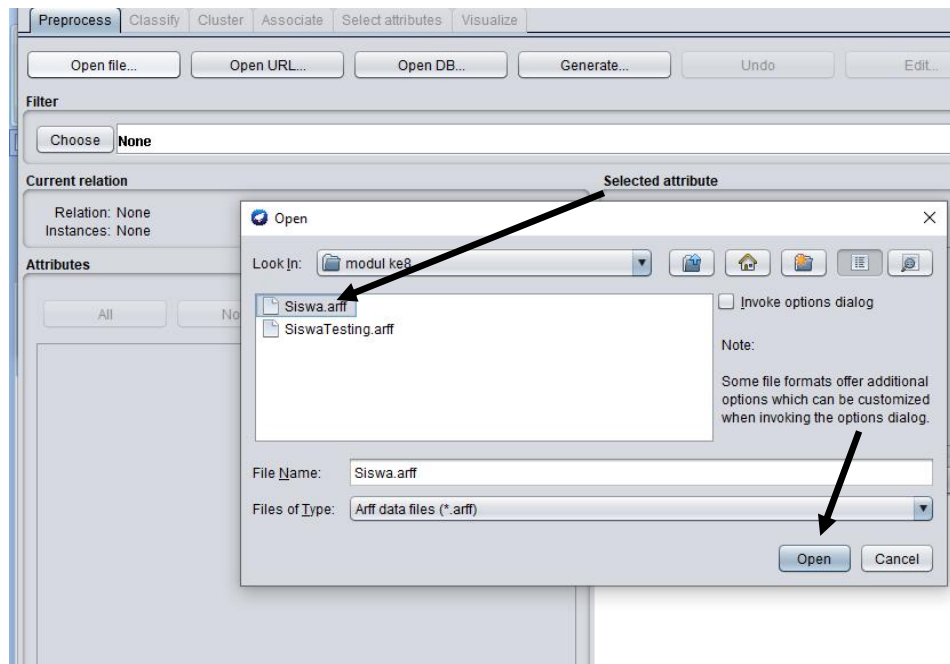 Preprocess Classify Cluster Associate Select attributes Visualize
Open file... Open URL... Open DB... Generate... Undo Edit...
Filter
Choose None
Current relation
Selected attribute
Relation: None
Instances: None
Open
Look In: modul ke8
Attributes
All No
Siswa.arff
SiswaTesting.arff
Invoke options dialog
Note:
Some file formats offer additional
options which can be customized
when invoking the options dialog.
File Name: Siswa.arff
Files of Type: Arff data files (*.arff)
Open Cancel